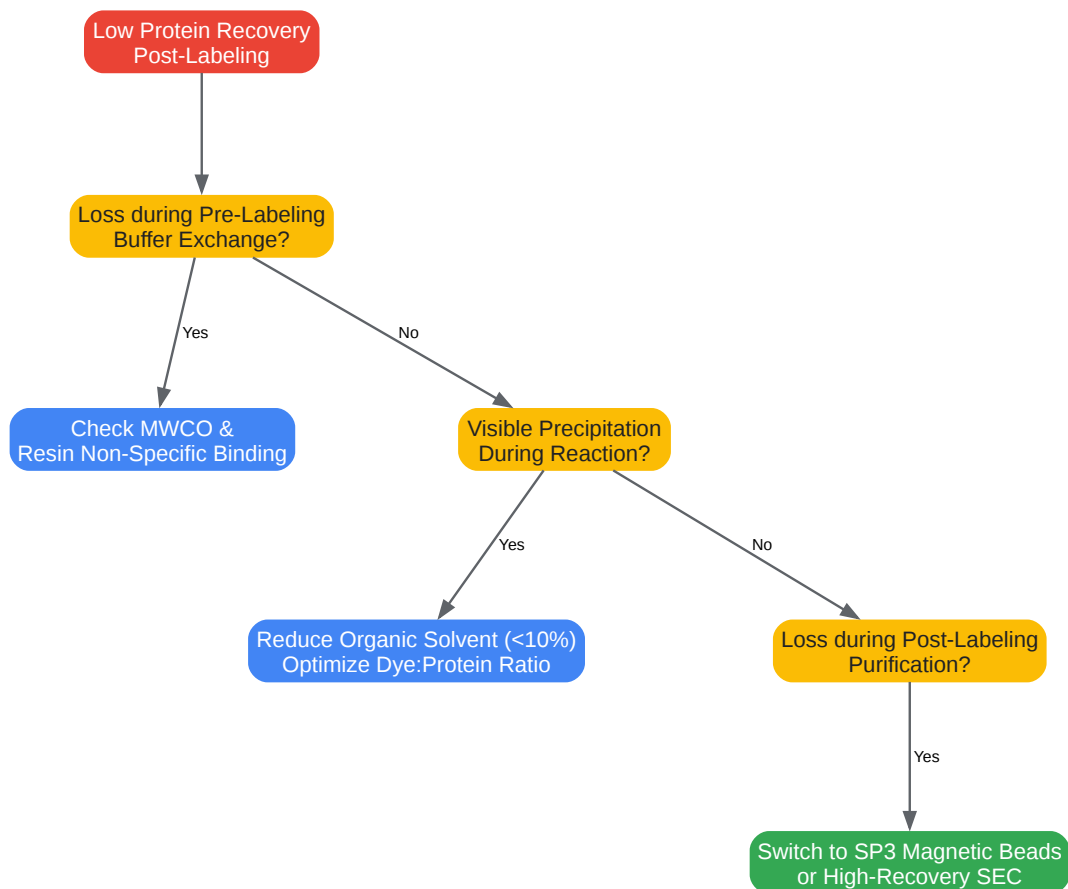 Low Protein Recovery
Post-Labeling
Loss during Pre-Labeling
Buffer Exchange?
Yes
No
Check MWCO &
Resin Non-Specific Binding
Visible Precipitation
During Reaction?
Yes
No
Reduce Organic Solvent (<10%)
Optimize Dye:Protein Ratio
Loss during Post-Labeling
Purification?
Yes
Switch to SP3 Magnetic Beads
or High-Recovery SEC